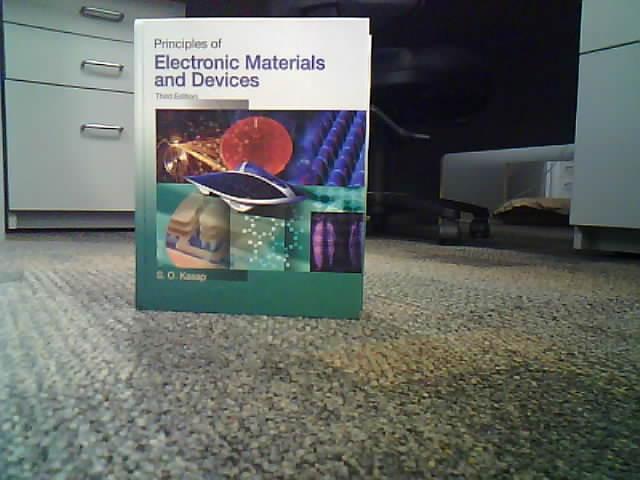 Principles of
Electronic Materials
and Devices
Third Edition
S. O. Kasap